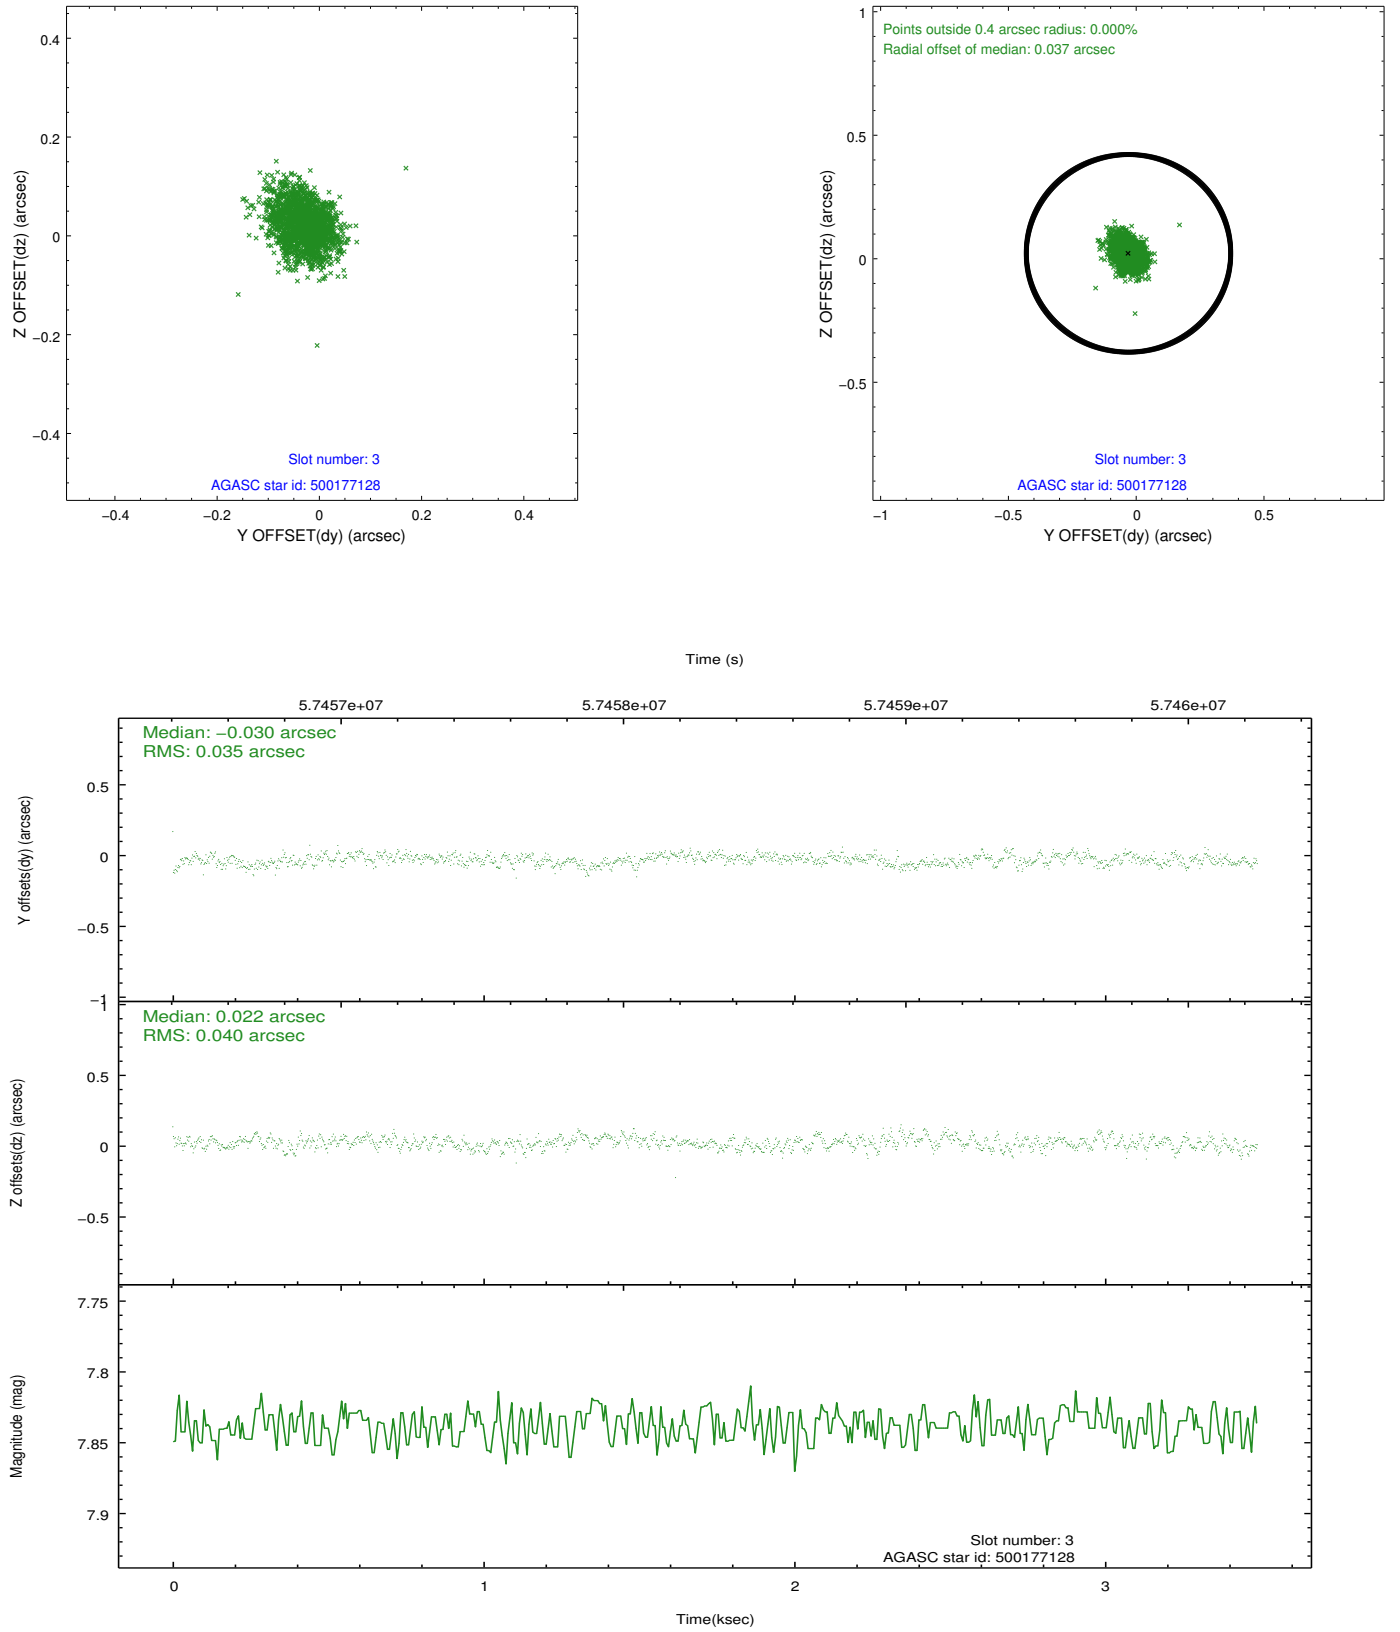 0.4
0.2
0
−0.2
−0.4
Z OFFSET(dz) (arcsec)
Slot number: 3
AGASC star id: 500177128
−0.4
−0.2
0
0.2
0.4
Y OFFSET(dy) (arcsec)
Points outside 0.4 arcsec radius: 0.000%
Radial offset of median: 0.037 arcsec
1
0.5
0
−0.5
Z OFFSET(dz) (arcsec)
Slot number: 3
AGASC star id: 500177128
−1
−0.5
0
0.5
Y OFFSET(dy) (arcsec)
Time (s)
5.7457e+07
5.7458e+07
5.7459e+07
5.746e+07
Median: −0.030 arcsec
RMS: 0.035 arcsec
0.5
0
−0.5
−1
Y offsets(dy) (arcsec)
Median: 0.022 arcsec
RMS: 0.040 arcsec
1
0.5
0
−0.5
Z offsets(dz) (arcsec)
7.75
7.8
7.85
7.9
Magnitude (mag)
Slot number: 3
AGASC star id: 500177128
0
1
2
3
Time(ksec)